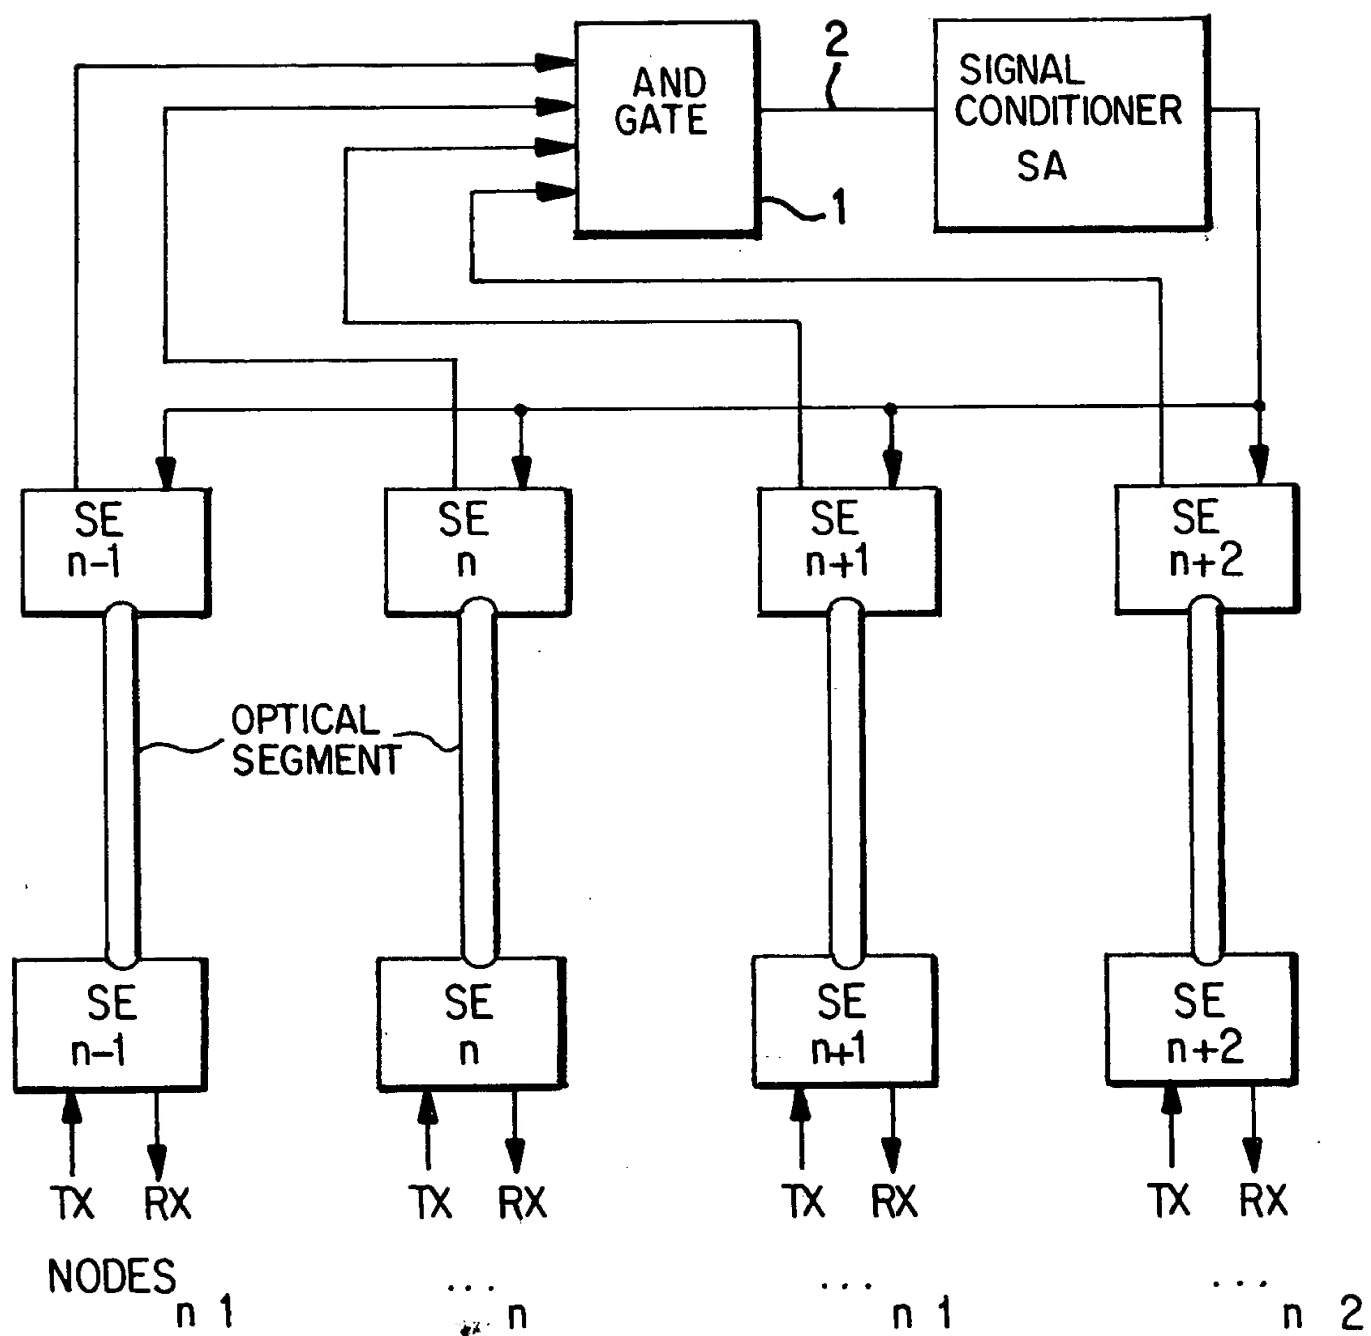 AND
GATE
2
SIGNAL
CONDITIONER
SA
1
SE
n-1
SE
n
SE
n+1
SE
n+2
OPTICAL
SEGMENT
SE
n-1
SE
n
SE
n+1
SE
n+2
TX RX
TX RX
TX RX
TX RX
NODES n 1
... n
... n 1
... n 2